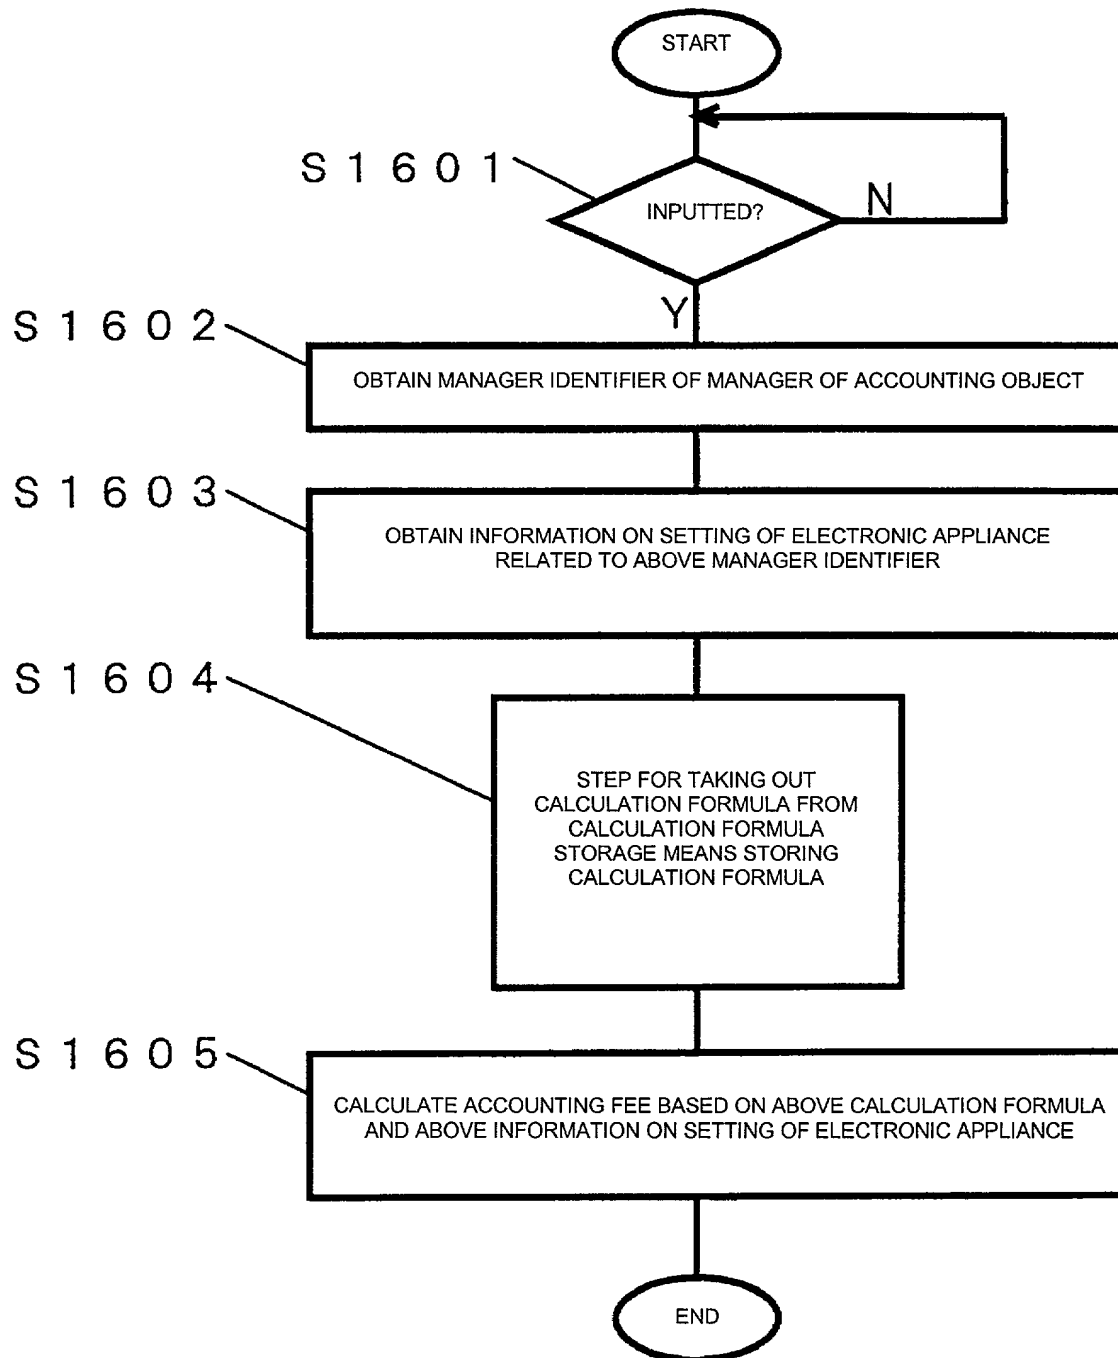 START
S1601
INPUTTED?
N
Y
S1602
OBTAIN MANAGER IDENTIFIER OF MANAGER OF ACCOUNTING OBJECT
S1603
OBTAIN INFORMATION ON SETTING OF ELECTRONIC APPLIANCE
RELATED TO ABOVE MANAGER IDENTIFIER
S1604
STEP FOR TAKING OUT
CALCULATION FORMULA FROM
CALCULATION FORMULA
STORAGE MEANS STORING
CALCULATION FORMULA
S1605
CALCULATE ACCOUNTING FEE BASED ON ABOVE CALCULATION FORMULA
AND ABOVE INFORMATION ON SETTING OF ELECTRONIC APPLIANCE
END